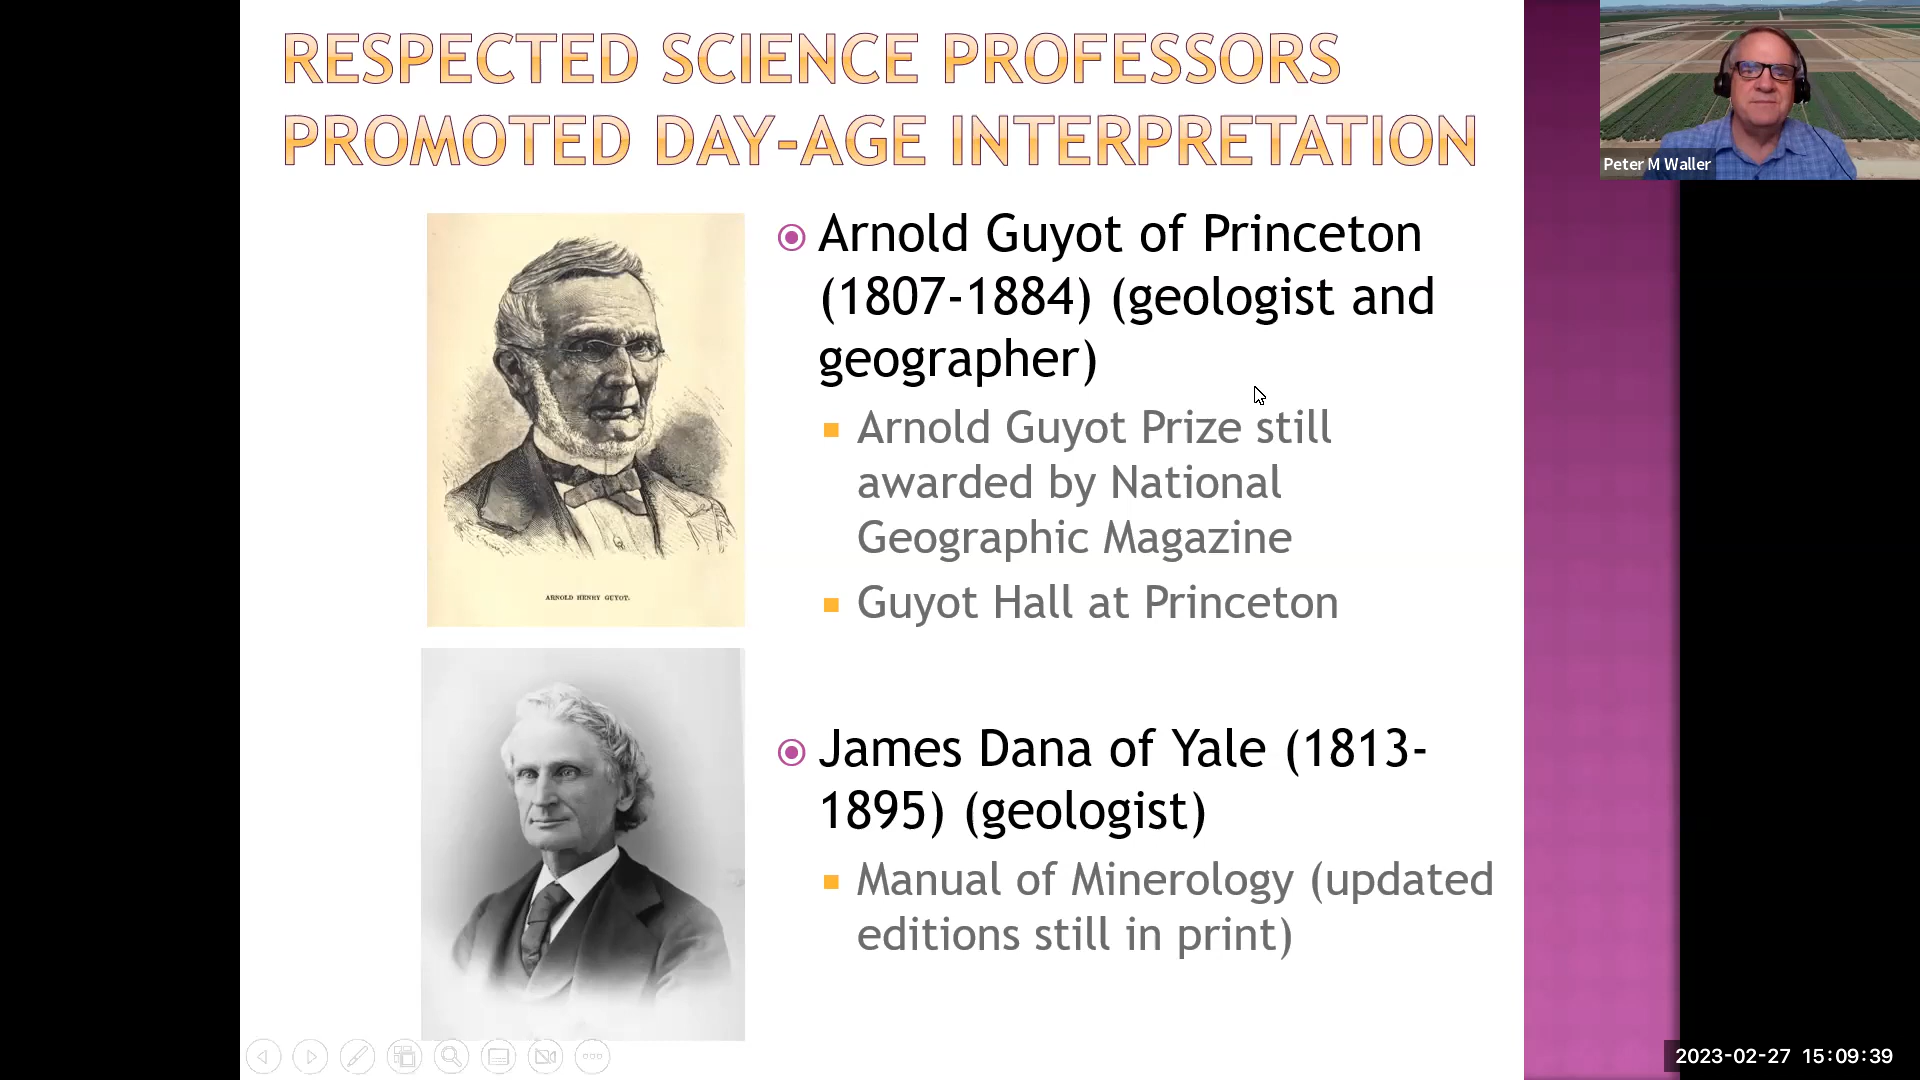 RESPECTED SCIENCE PROFESSORS
PROMOTED DAY-AGE INTERPRETATION
Peter M Waller
Arnold Guyot of Princeton
(1807-1884) (geologist and
geographer)
Arnold Guyot Prize still
awarded by National
Geographic Magazine
Guyot Hall at Princeton
ARNOLD HENRY GUYOT.
James Dana of Yale (1813-
1895) (geologist)
Manual of Minerology (updated
editions still in print)
2023-02-27 15:09:39